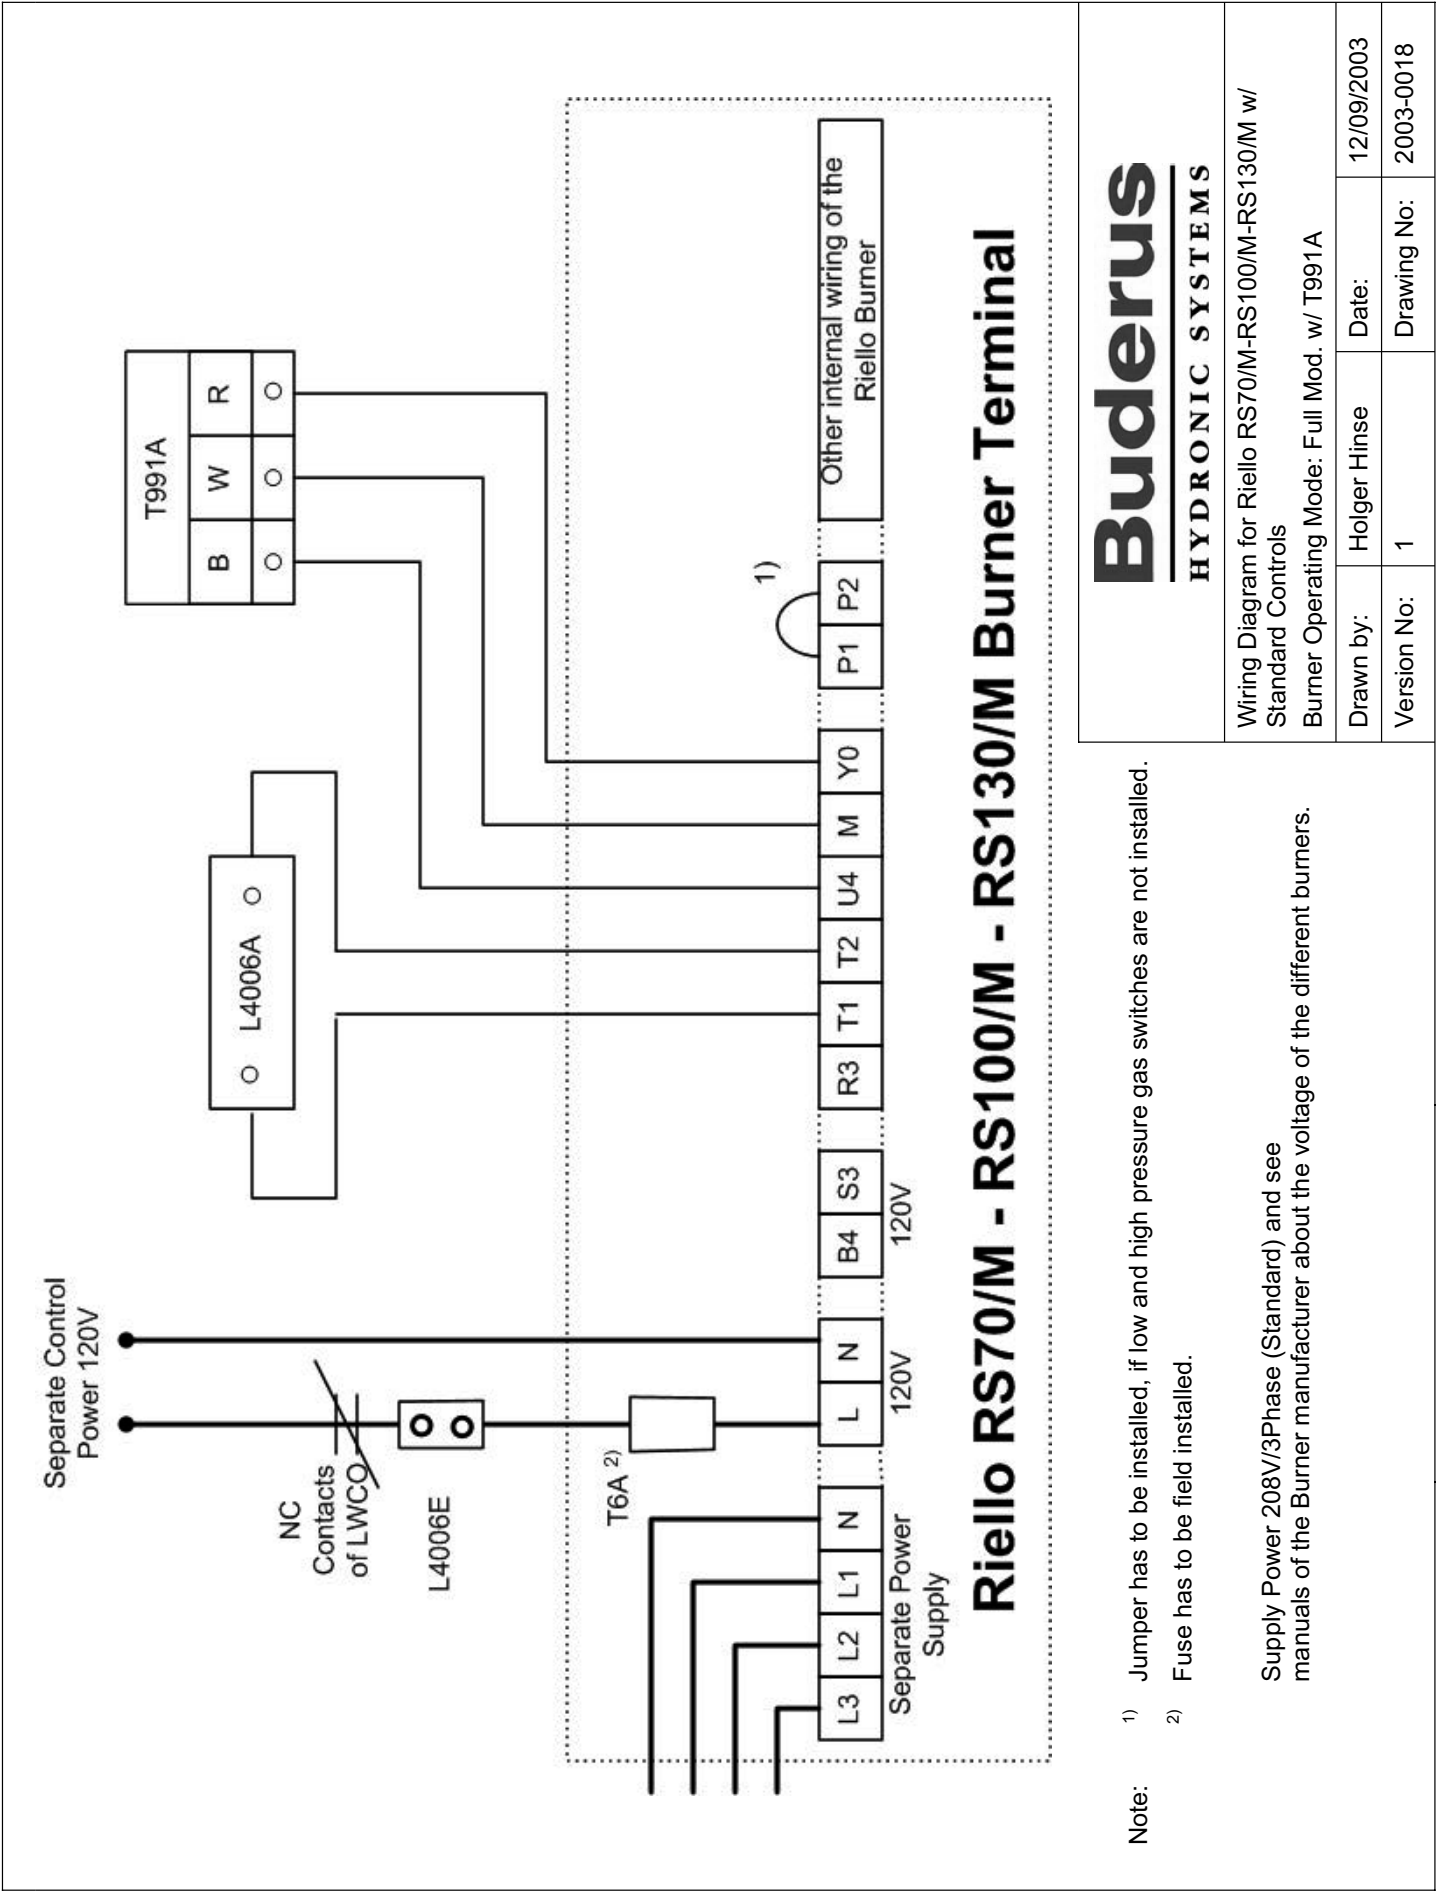 Separate Control
Power 120V
NC
Contacts
of LWCO
L4006E
T6A 2)
L4006A
T991A
B W R
1)
L3 L2 L1 N L N B4 S3 R3 T1 T2 U4 M Y0 P1 P2
Other internal wiring of the
Riello Burner
Separate Power
Supply
120V
120V
Riello RS70/M - RS100/M - RS130/M Burner Terminal
Note:
1) Jumper has to be installed, if low and high pressure gas switches are not installed.
2) Fuse has to be field installed.
Supply Power 208V/3Phase (Standard) and see
manuals of the Burner manufacturer about the voltage of the different burners.
Buderus
HYDRONIC SYSTEMS
Wiring Diagram for Riello RS70/M-RS100/M-RS130/M w/
Standard Controls
Burner Operating Mode: Full Mod. w/ T991A
Drawn by: Holger Hinse Date: 12/09/2003
Version No: 1 Drawing No: 2003-0018